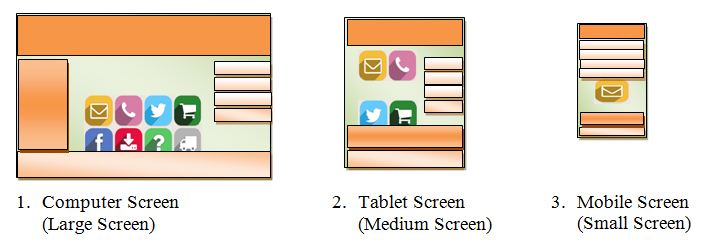 1. Computer Screen
(Large Screen)
2. Tablet Screen
(Medium Screen)
3. Mobile Screen
(Small Screen)